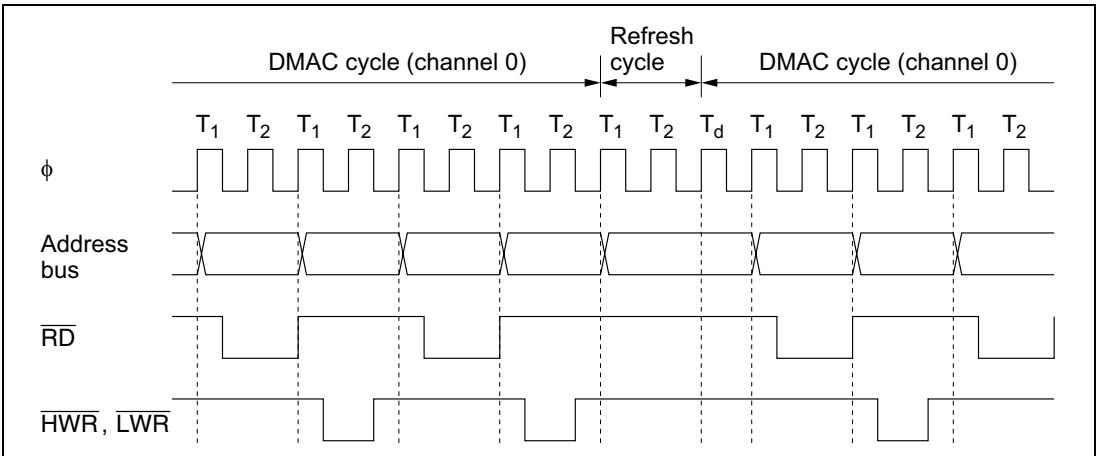 Refresh
DMAC cycle (channel 0) cycle DMAC cycle (channel 0)
T1 T2 T1 T2 T1 T2 T1 T2 T1 T2 Td T1 T2 T1 T2 T1 T2
ϕ
Address
bus
RD
HWR, LWR